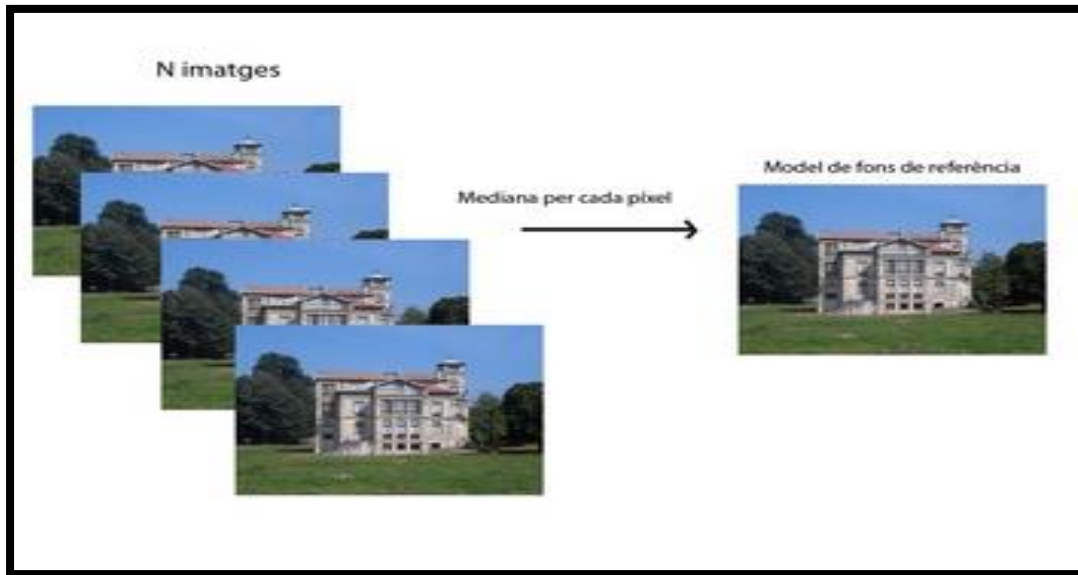 N imatges
Mediana per cada píxel
Model de fons de referència